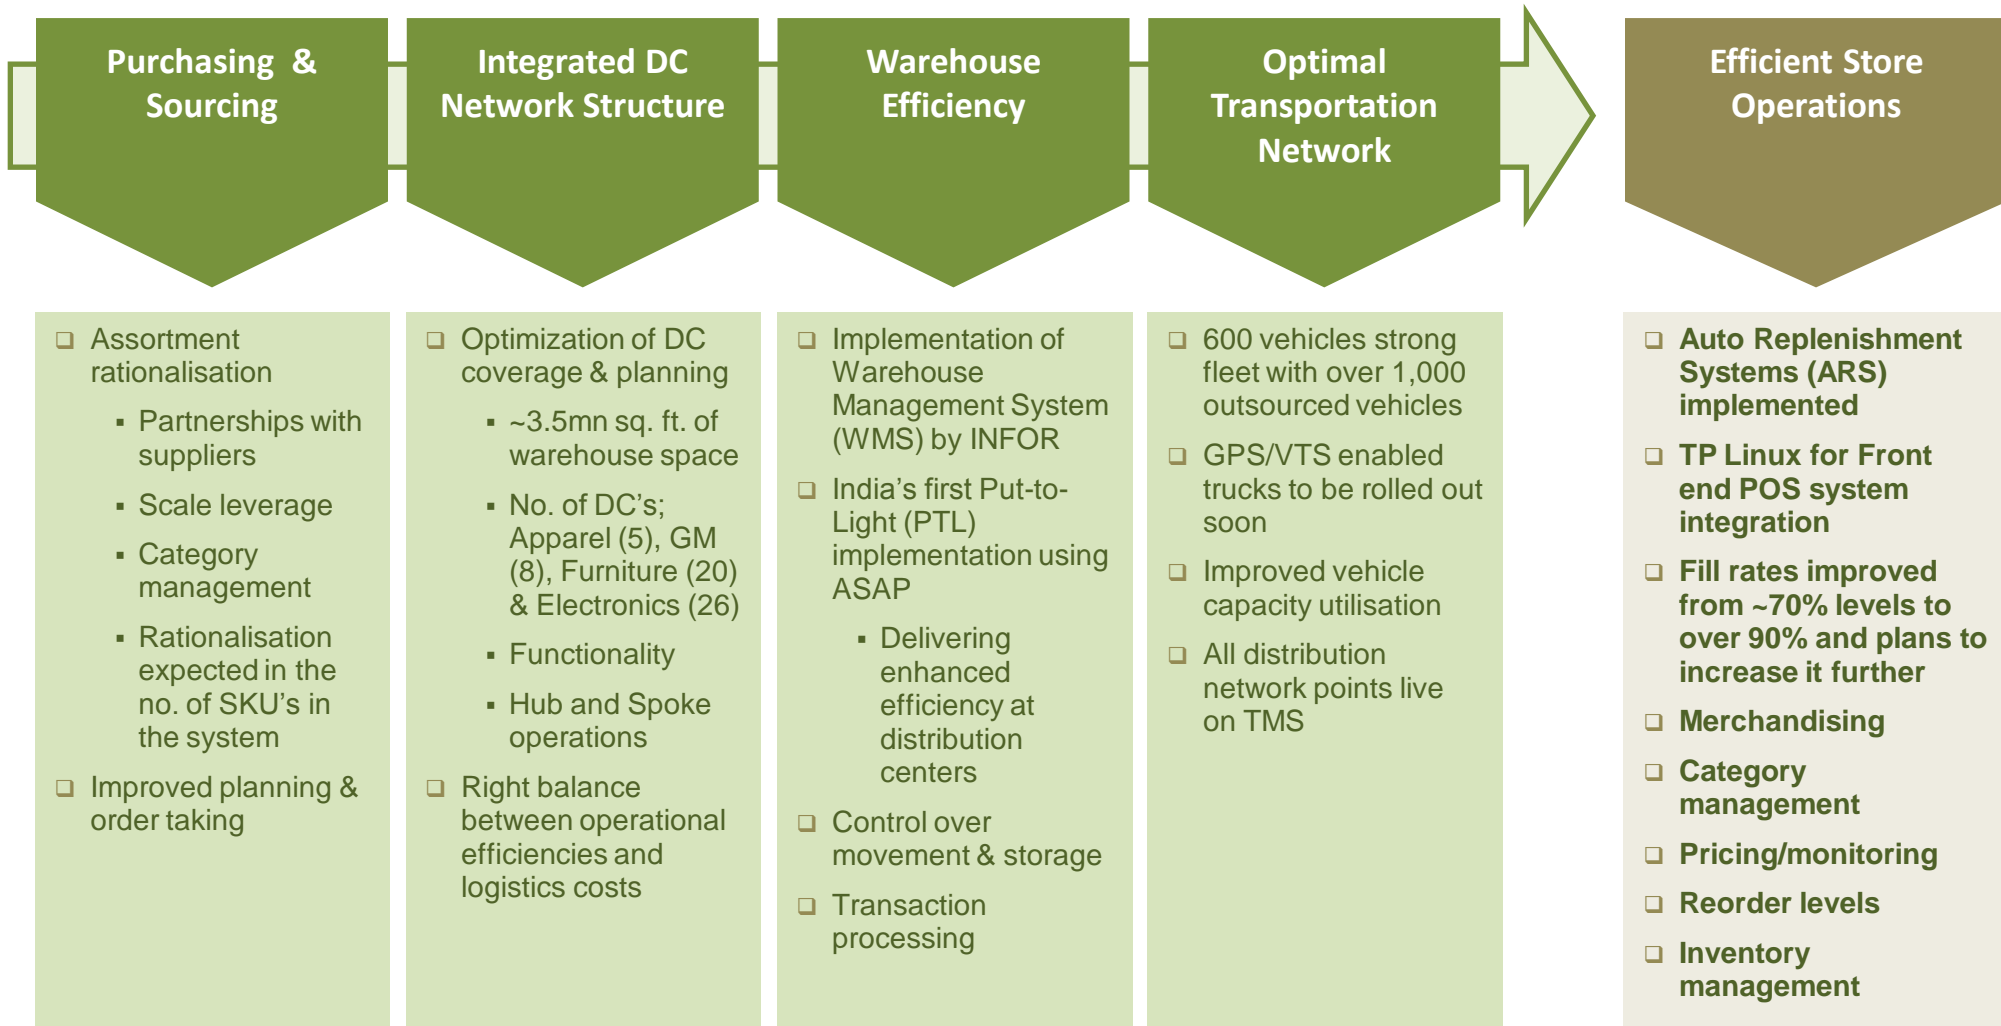 Purchasing &
Sourcing
Integrated DC
Network Structure
Warehouse
Efficiency
Optimal
Transportation
Network
Efficient Store
Operations
Assortment
rationalisation
Partnerships with
suppliers
Scale leverage
Category
management
Rationalisation
expected in the
no. of SKU's in
the system
Improved planning &
order taking
Optimization of DC
coverage & planning
~3.5mn sq. ft. of
warehouse space
No. of DC's;
Apparel (5), GM
(8), Furniture (20)
& Electronics (26)
Functionality
Hub and Spoke
operations
Right balance
between operational
efficiencies and
logistics costs
Implementation of
Warehouse
Management System
(WMS) by INFOR
India's first Put-to-
Light (PTL)
implementation using
ASAP
Delivering
enhanced
efficiency at
distribution
centers
Control over
movement & storage
Transaction
processing
600 vehicles strong
fleet with over 1,000
outsourced vehicles
GPS/VTS enabled
trucks to be rolled out
soon
Improved vehicle
capacity utilisation
All distribution
network points live
on TMS
Auto Replenishment
Systems (ARS)
implemented
TP Linux for Front
end POS system
integration
Fill rates improved
from ~70% levels to
over 90% and plans to
increase it further
Merchandising
Category
management
Pricing/monitoring
Reorder levels
Inventory
management